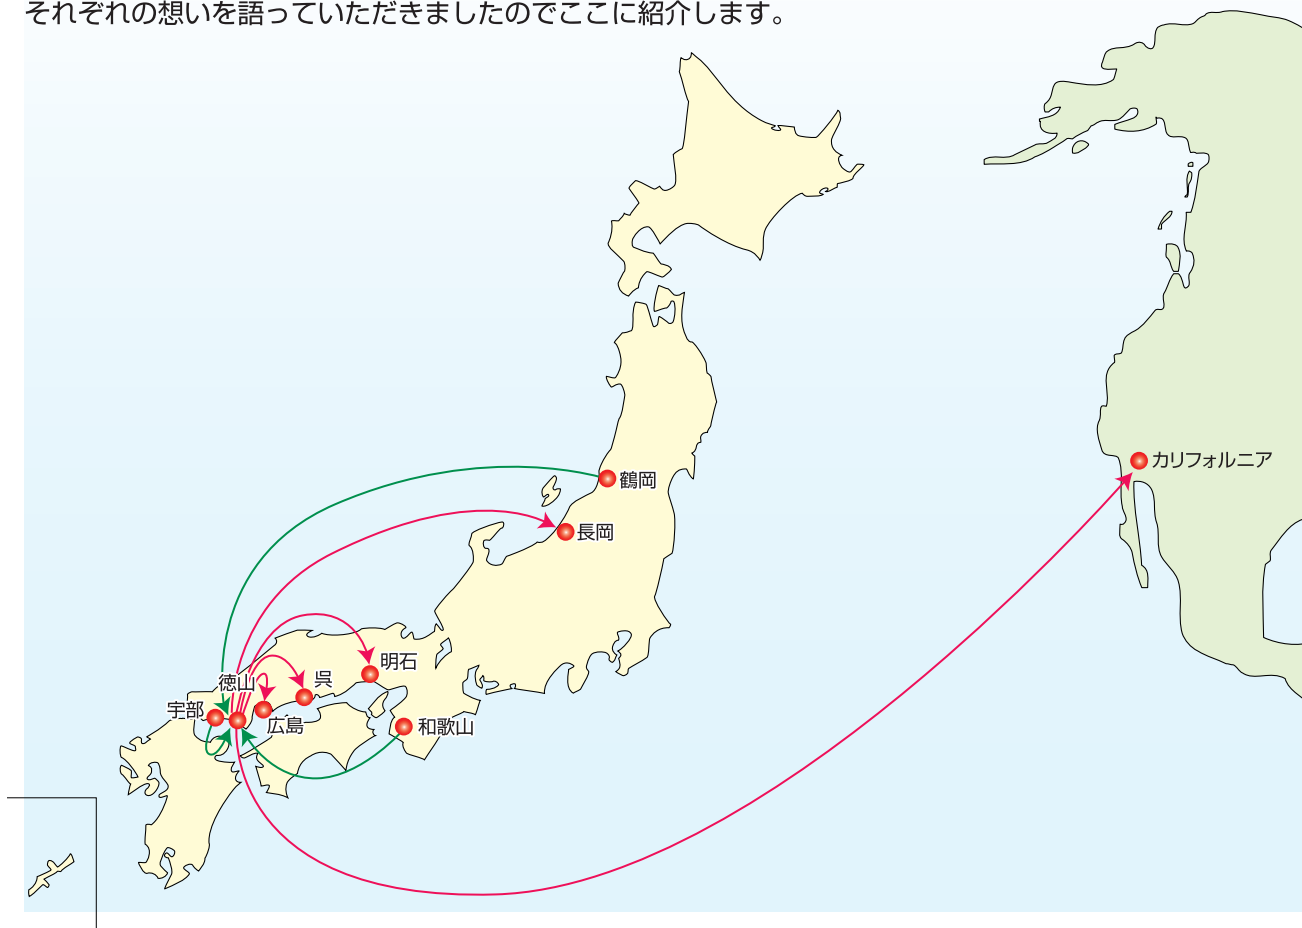 それぞれの想いを語っていただきましたのでここに紹介します。
カリフォルニア
鶴岡
長岡
明石
呉
徳山
宇部
広島
和歌山